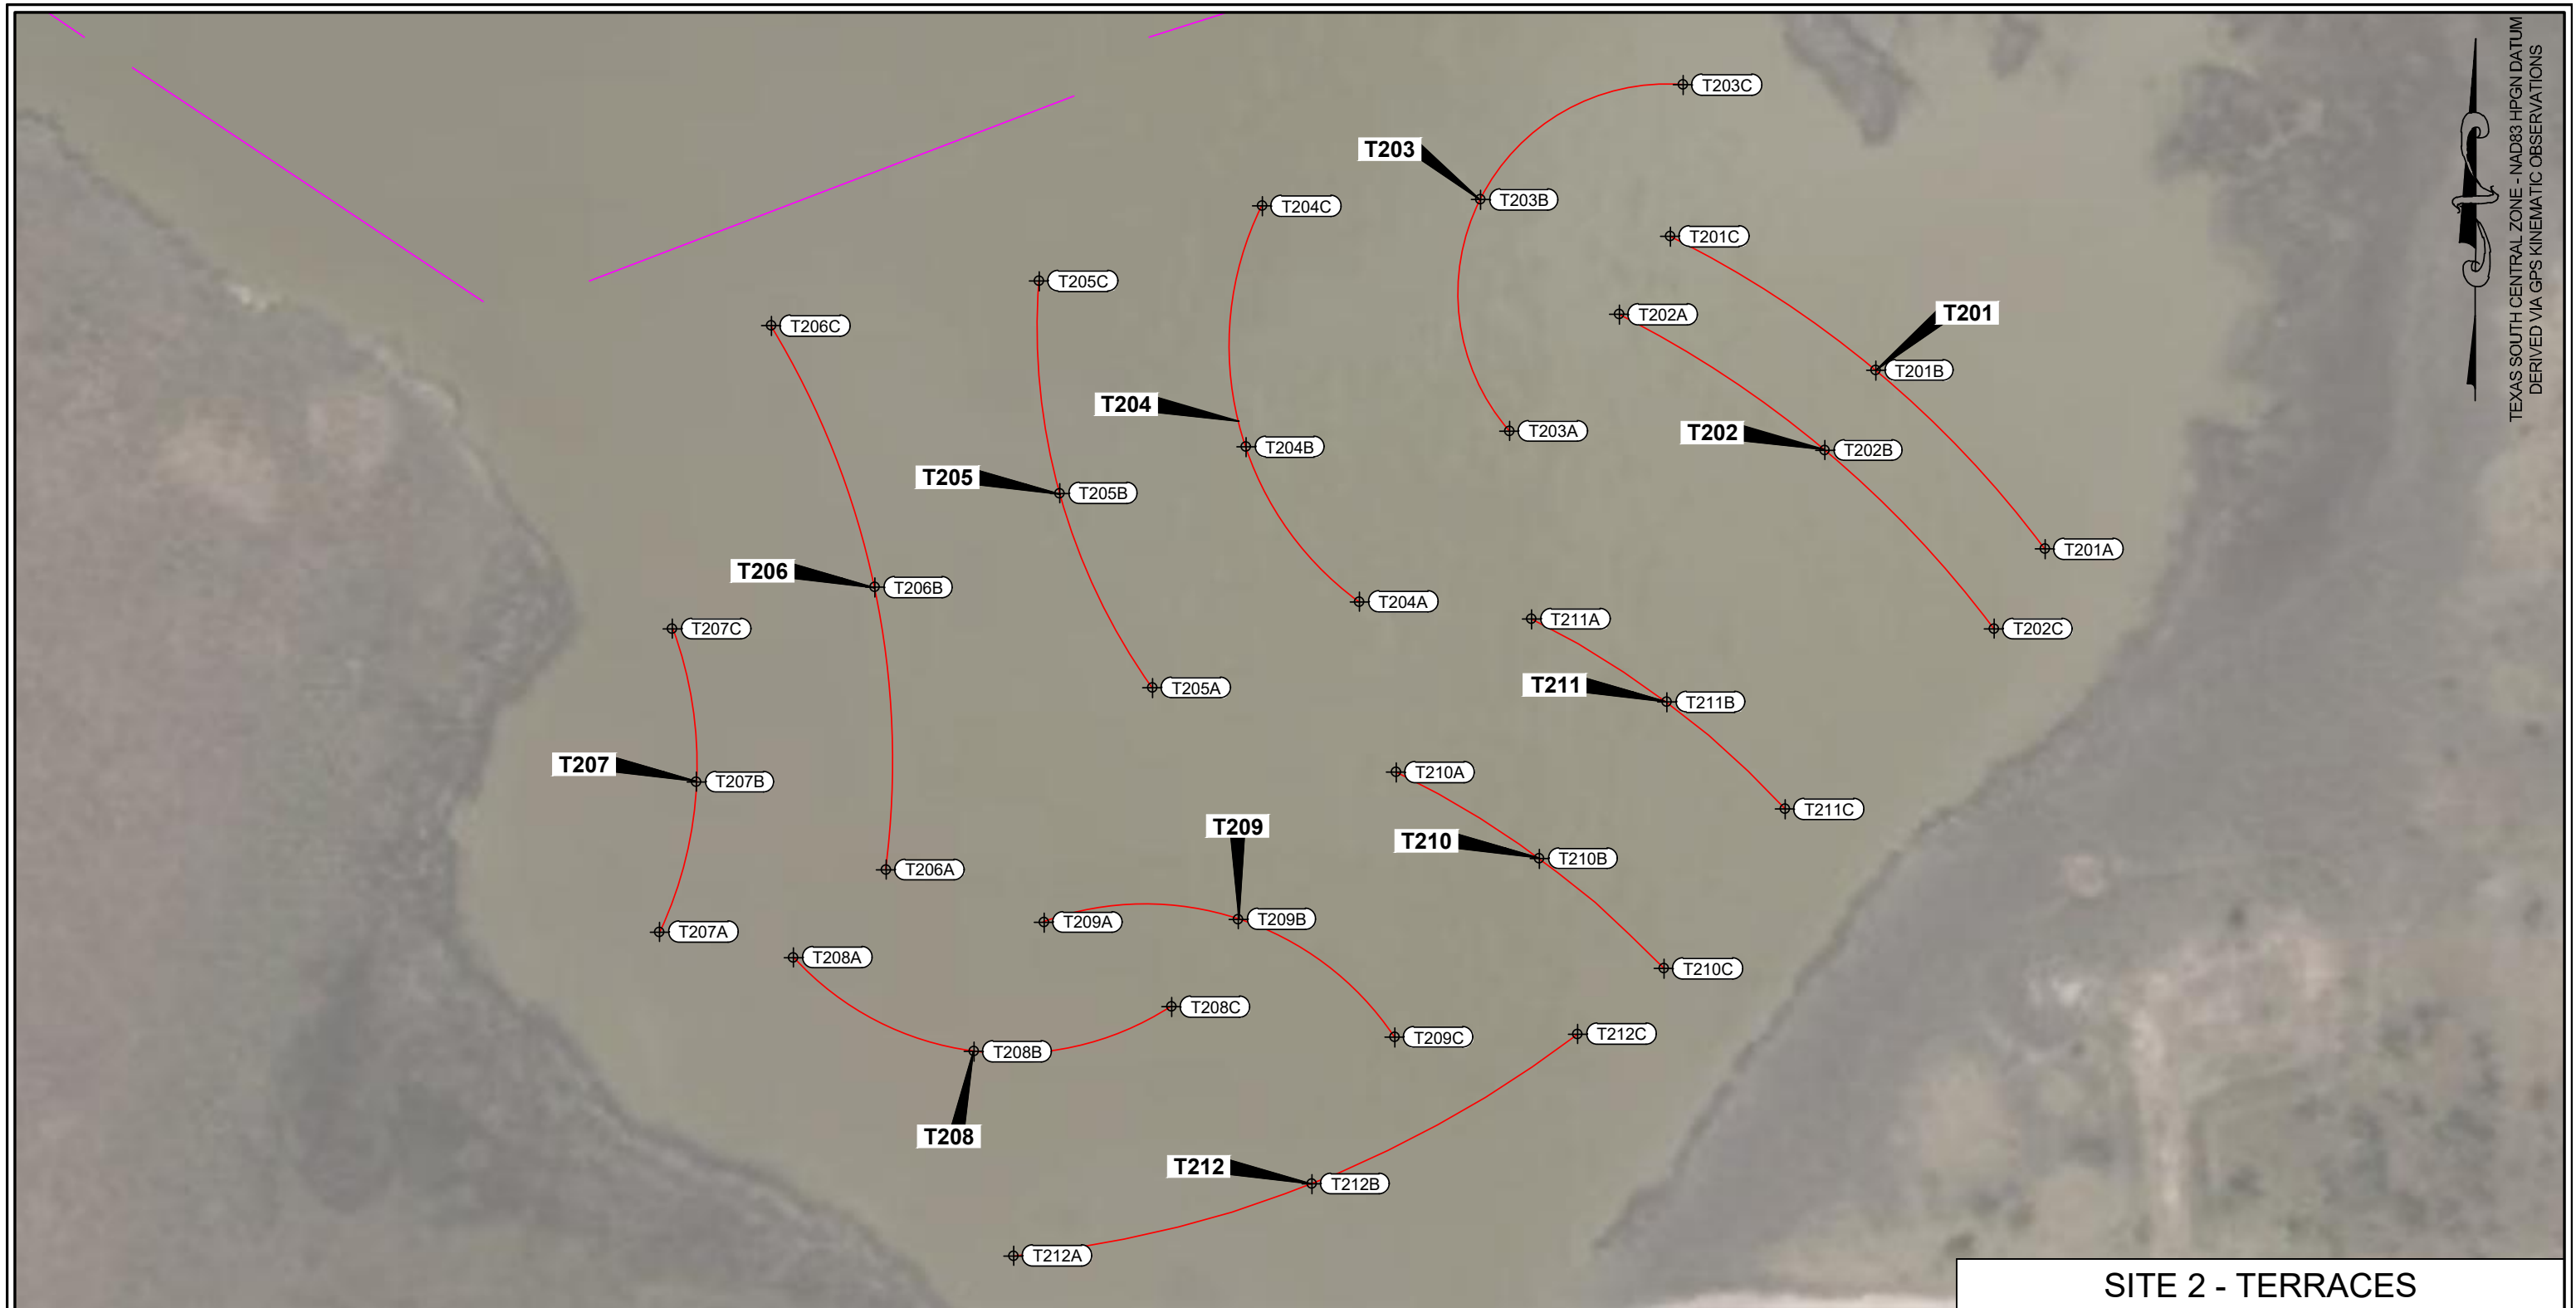 T203C
T203
T203B
T204C
T201C
T205C
T202A
T201
T206C
T201B
T204
T203A
T202
T204B
T202B
T205
T205B
T201A
T206
T206B
T204A
T211A
T207C
T202C
T205A
T211
T211B
T207
T210A
T207B
T211C
T209
T210
T210B
T206A
T209A
T209B
T207A
T208A
T210C
T208C
T212C
T209C
T208B
T208
T212
T212B
T212A
TEXAS SOUTH CENTRAL ZONE - NAD83 HPGN DATUM
DERIVED VIA GPS KINEMATIC OBSERVATIONS
SITE 2 - TERRACES